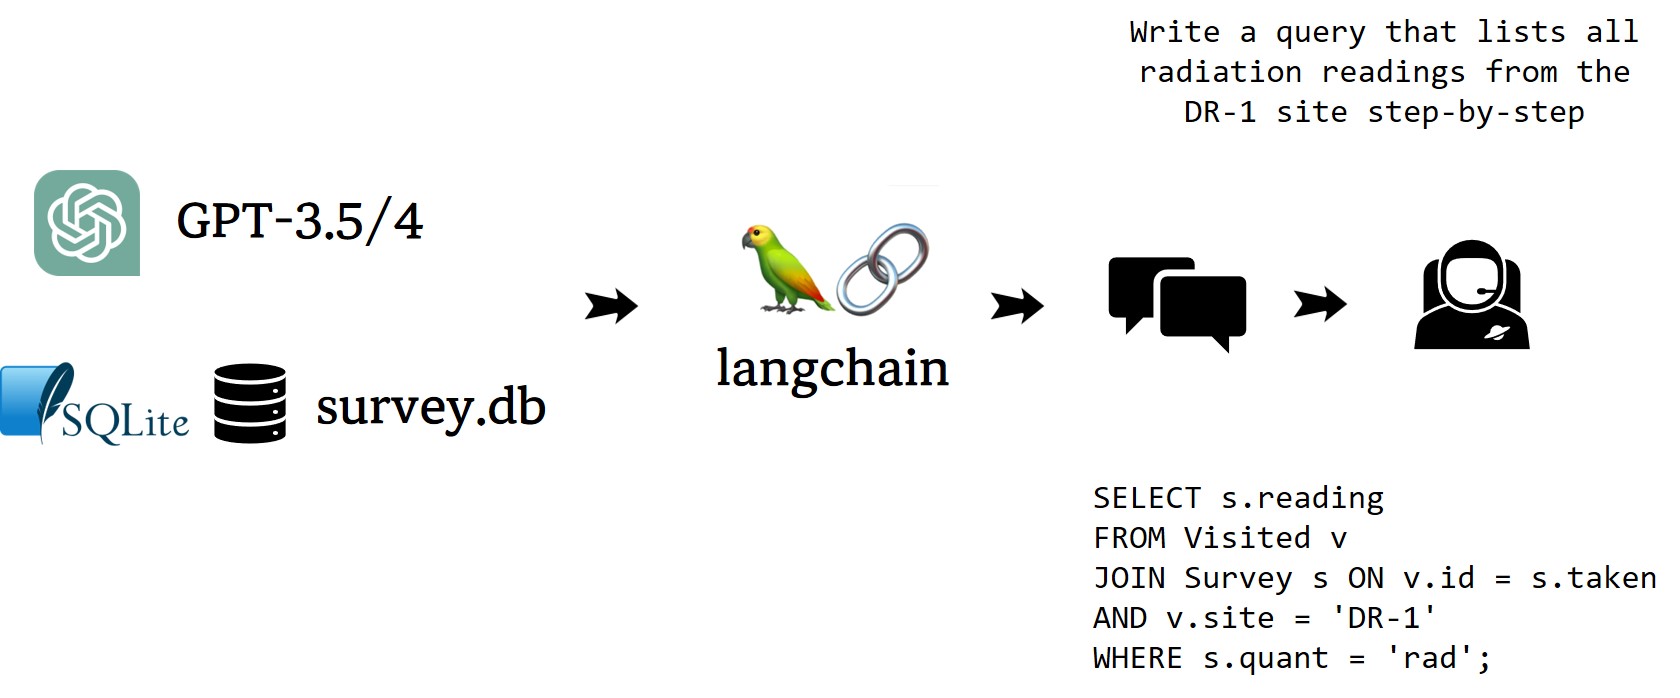 Write a query that lists all
radiation readings from the
DR-1 site step-by-step
GPT-3.5/4
langchain
SQLite
survey.db
SELECT s.reading
FROM Visited v
JOIN Survey s ON v.id = s.taken
AND v.site = 'DR-1'
WHERE s.quant = 'rad';